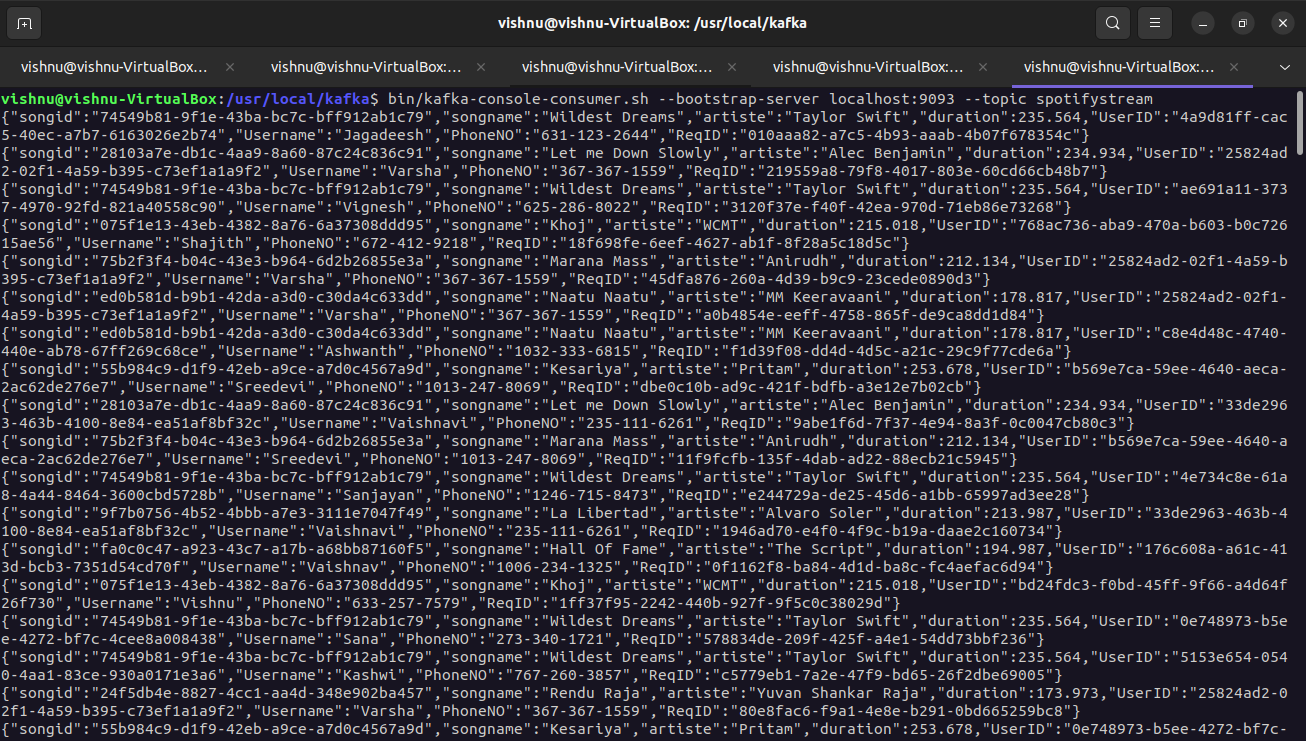 vishnu@vishnu-VirtualBox: /usr/local/kafka
vishnu@vishnu-VirtualBox... vishnu@vishnu-VirtualBox:... vishnu@vishnu-VirtualBox:... vishnu@vishnu-VirtualBox:... vishnu@vishnu-VirtualBox:...
vishnu@vishnu-VirtualBox:/usr/local/kafka$ bin/kafka-console-consumer.sh --bootstrap-server localhost:9093 --topic spotifystream
{"songid":"74549b81-9f1e-43ba-bc7c-bff912ab1c79","songname":"Wildest Dreams","artiste":"Taylor Swift","duration":235.564,"UserID":"4a9d81ff-cac
5-40ec-a7b7-6163026e2b74","Username":"Jagadeesh","PhoneNO":"631-123-2644","ReqID":"010aaa82-a7c5-4b93-aaab-4b07f678354c"}
{"songid":"28103a7e-db1c-4aa9-8a60-87c24c836c91","songname":"Let me Down Slowly","artiste":"Alec Benjamin","duration":234.934,"UserID":"25824ad
2-02f1-4a59-b395-c73ef1a1a9f2","Username":"Varsha","PhoneNO":"367-367-1559","ReqID":"219559a8-79f8-4017-803e-60cd66cb48b7"}
{"songid":"74549b81-9f1e-43ba-bc7c-bff912ab1c79","songname":"Wildest Dreams","artiste":"Taylor Swift","duration":235.564,"UserID":"ae691a11-373
7-4970-92fd-821a40558c90","Username":"Vignesh","PhoneNO":"625-286-8022","ReqID":"3120f37e-f40f-42ea-970d-71eb86e73268"}
{"songid":"075f1e13-43eb-4382-8a76-6a37308ddd95","songname":"Khoj","artiste":"WCMT","duration":215.018,"UserID":"768ac736-aba9-470a-b603-b0c726
15ae56","Username":"Shajith","PhoneNO":"672-412-9218","ReqID":"18f698fe-6eef-4627-ab1f-8f28a5c18d5c"}
{"songid":"75b2f3f4-b04c-43e3-b964-6d2b26855e3a","songname":"Marana Mass","artiste":"Anirudh","duration":212.134,"UserID":"25824ad2-02f1-4a59-b
395-c73ef1a1a9f2","Username":"Varsha","PhoneNO":"367-367-1559","ReqID":"45dfa876-260a-4d39-b9c9-23cede0890d3"}
{"songid":"ed0b581d-b9b1-42da-a3d0-c30da4c633dd","songname":"Naatu Naatu","artiste":"MM Keeravaani","duration":178.817,"UserID":"25824ad2-02f1-
4a59-b395-c73ef1a1a9f2","Username":"Varsha","PhoneNO":"367-367-1559","ReqID":"a0b4854e-eeff-4758-865f-de9ca8dd1d84"}
{"songid":"ed0b581d-b9b1-42da-a3d0-c30da4c633dd","songname":"Naatu Naatu","artiste":"MM Keeravaani","duration":178.817,"UserID":"c8e4d48c-4740-
440e-ab78-67ff269c68ce","Username":"Ashwanth","PhoneNO":"1032-333-6815","ReqID":"f1d39f08-dd4d-4d5c-a21c-29c9f77cde6a"}
{"songid":"55b984c9-d1f9-42eb-a9ce-a7d0c4567a9d","songname":"Kesariya","artiste":"Pritam","duration":253.678,"UserID":"b569e7ca-59ee-4640-aeca-
2ac62de276e7","Username":"Sreedevi","PhoneNO":"1013-247-8069","ReqID":"dbe0c10b-ad9c-421f-bdfb-a3e12e7b02cb"}
{"songid":"28103a7e-db1c-4aa9-8a60-87c24c836c91","songname":"Let me Down Slowly","artiste":"Alec Benjamin","duration":234.934,"UserID":"33de296
3-463b-4100-8e84-ea51af8bf32c","Username":"Vaishnavi","PhoneNO":"235-111-6261","ReqID":"9abe1f6d-7f37-4e94-8a3f-0c0047cb80c3"}
{"songid":"75b2f3f4-b04c-43e3-b964-6d2b26855e3a","songname":"Marana Mass","artiste":"Anirudh","duration":212.134,"UserID":"b569e7ca-59ee-4640-a
eca-2ac62de276e7","Username":"Sreedevi","PhoneNO":"1013-247-8069","ReqID":"11f9fcfb-135f-4dab-ad22-88ecb21c5945"}
{"songid":"74549b81-9f1e-43ba-bc7c-bff912ab1c79","songname":"Wildest Dreams","artiste":"Taylor Swift","duration":235.564,"UserID":"4e734c8e-61a
8-4a44-8464-3600cbd5728b","Username":"Sanjayan","PhoneNO":"1246-715-8473","ReqID":"e244729a-de25-45d6-a1bb-65997ad3ee28"}
{"songid":"9f7b0756-4b52-4bbb-a7e3-3111e7047f49","songname":"La Libertad","artiste":"Alvaro Soler","duration":213.987,"UserID":"33de2963-463b-4
100-8e84-ea51af8bf32c","Username":"Vaishnavi","PhoneNO":"235-111-6261","ReqID":"1946ad70-e4f0-4f9c-b19a-daae2c160734"}
{"songid":"fa0c0c47-a923-43c7-a17b-a68bb87160f5","songname":"Hall Of Fame","artiste":"The Script","duration":194.987,"UserID":"176c608a-a61c-41
3d-bcb3-7351d54cd70f","Username":"Vaishnav","PhoneNO":"1006-234-1325","ReqID":"0f1162f8-ba84-4d1d-ba8c-fc4aefac6d94"}
{"songid":"075f1e13-43eb-4382-8a76-6a37308ddd95","songname":"Khoj","artiste":"WCMT","duration":215.018,"UserID":"bd24fdc3-f0bd-45ff-9f66-a4d64f
26f730","Username":"Vishnu","PhoneNO":"633-257-7579","ReqID":"1ff37f95-2242-440b-927f-9f5c0c38029d"}
{"songid":"74549b81-9f1e-43ba-bc7c-bff912ab1c79","songname":"Wildest Dreams","artiste":"Taylor Swift","duration":235.564,"UserID":"0e748973-b5e
e-4272-bf7c-4cee8a008438","Username":"Sana","PhoneNO":"273-340-1721","ReqID":"578834de-209f-425f-a4e1-54dd73bbf236"}
{"songid":"74549b81-9f1e-43ba-bc7c-bff912ab1c79","songname":"Wildest Dreams","artiste":"Taylor Swift","duration":235.564,"UserID":"5153e654-054
0-4aa1-83ce-930a0171e3a6","Username":"Kashwi","PhoneNO":"767-260-3857","ReqID":"c5779eb1-7a2e-47f9-bd65-26f2dbe69005"}
{"songid":"24f5db4e-8827-4cc1-aa4d-348e902ba457","songname":"Rendu Raja","artiste":"Yuvan Shankar Raja","duration":173.973,"UserID":"25824ad2-0
2f1-4a59-b395-c73ef1a1a9f2","Username":"Varsha","PhoneNO":"367-367-1559","ReqID":"80e8fac6-f9a1-4e8e-b291-0bd665259bc8"}
{"songid":"55b984c9-d1f9-42eb-a9ce-a7d0c4567a9d","songname":"Kesariya","artiste":"Pritam","duration":253.678,"UserID":"0e748973-b5ee-4272-bf7c-